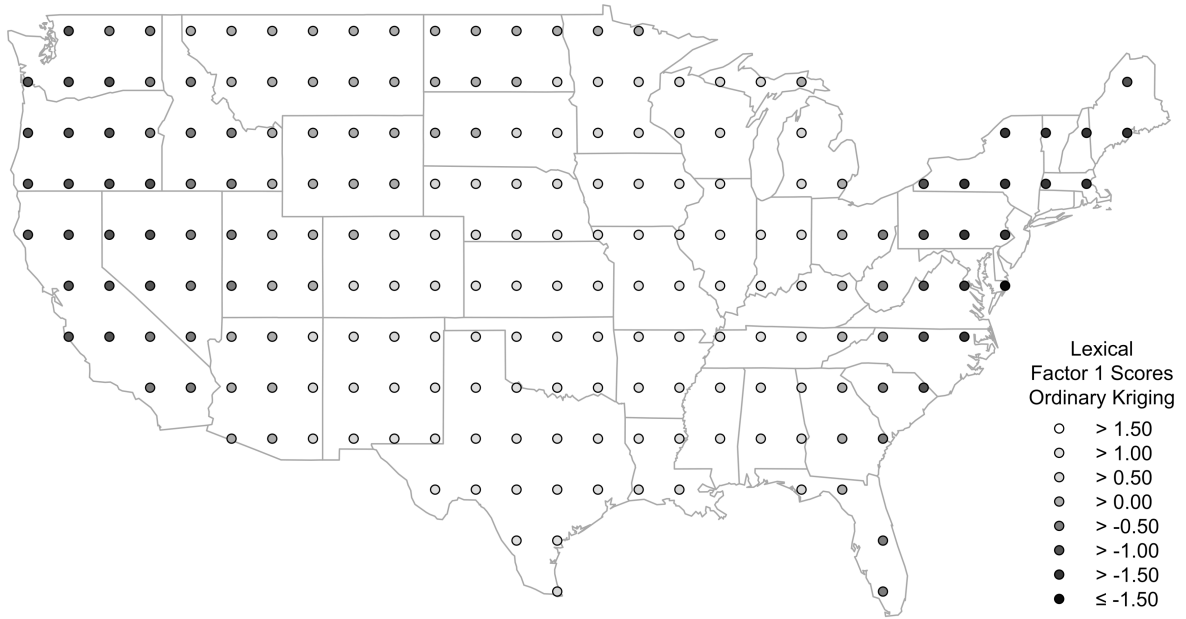 Lexical
Factor 1 Scores
Ordinary Kriging
> 1.50
> 1.00
> 0.50
> 0.00
> -0.50
> -1.00
> -1.50
≤ -1.50